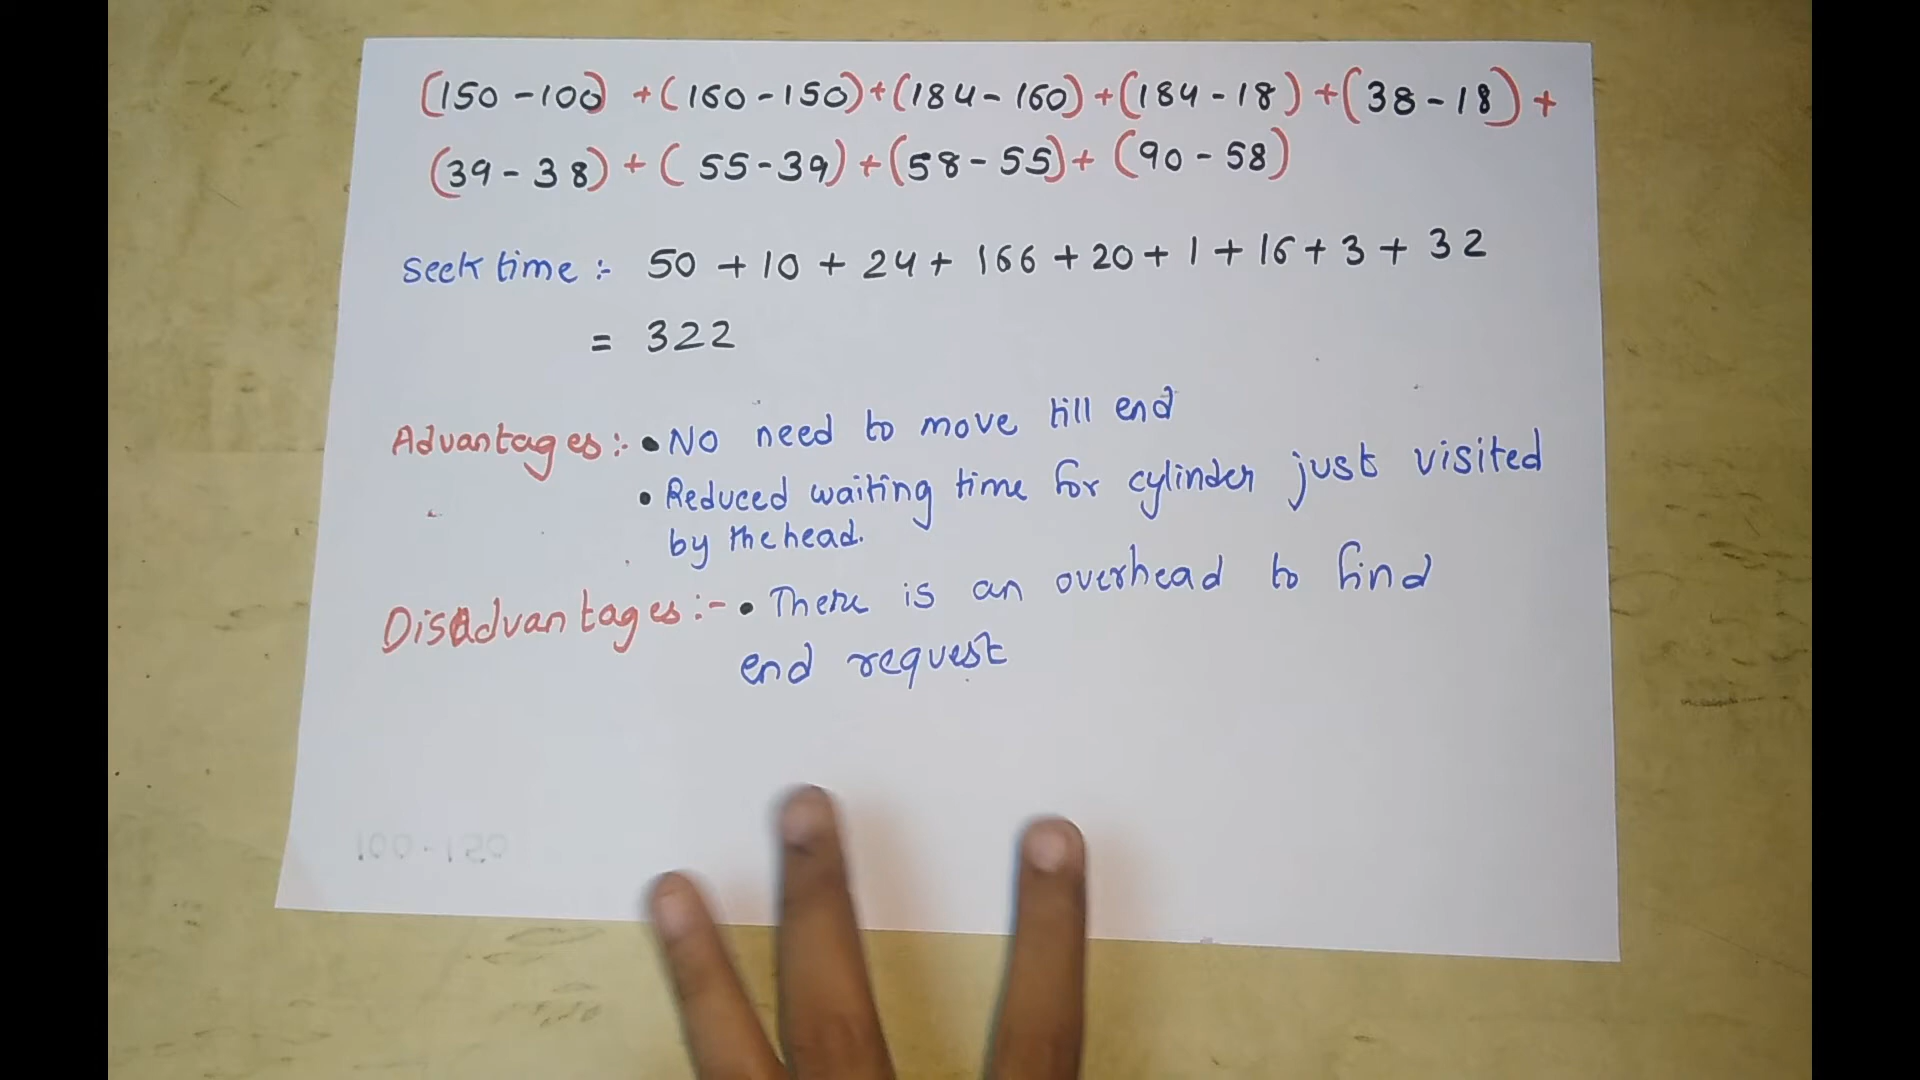 (150-100) +(160-150)+(184-160)+(184-18)+(38-18)+
(39-38)+(55-39)+(58-55)+(90-58)
Seek time :- 50+10+24+166+20+1+16+3+32
= 322
Advantages:- • No need to move till end
• Reduced waiting time for cylinder just visited
by the head.
Disadvantages:- • There is an overhead to find
end request
100-150